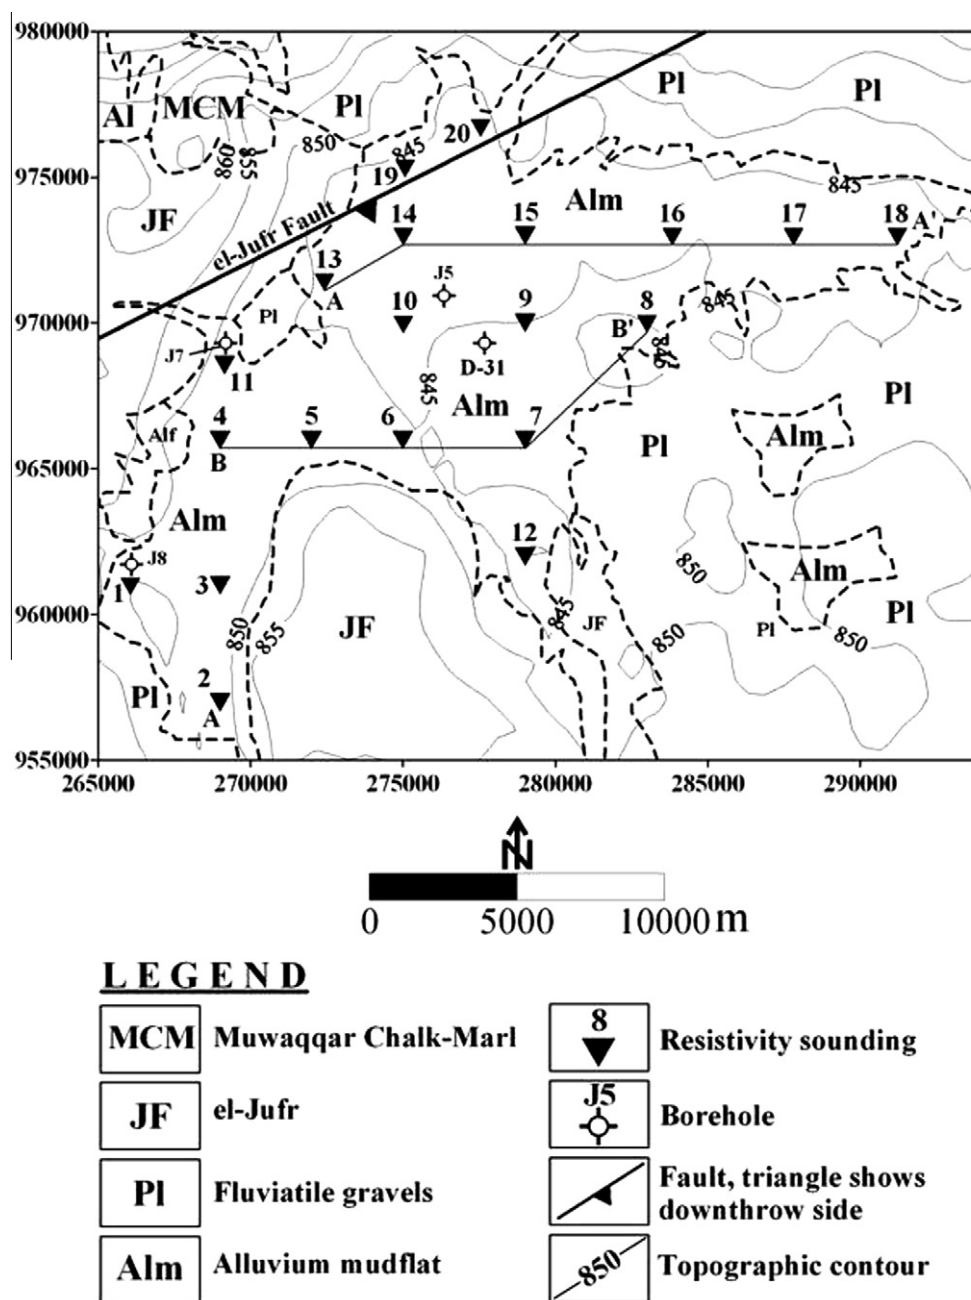 980000
Al
MCM
Pl
Pl
Pl
850
860
855
20
845
19
975000
JF
el-Jufr Fault
14
15
Alm
16
17
845
18
A'
13
A
J5
Pl
10
9
8
B'
845
970000
J7
11
D-31
846
845
Alm
Pl
4
5
6
7
Alf
B
Pl
Alm
965000
Alm
J8
12
850
Alm
1
3
850
855
JF
845
JF
850
Pl
850
Pl
960000
Pl
2
A
955000
265000 270000 275000 280000 285000 290000
N
0 5000 10000 m
LEGEND
MCM Muwaqqar Chalk-Marl
8 Resistivity sounding
JF el-Jufr
J5 Borehole
Pl Fluviatile gravels
Fault, triangle shows
downthrow side
Alm Alluvium mudflat
850 Topographic contour